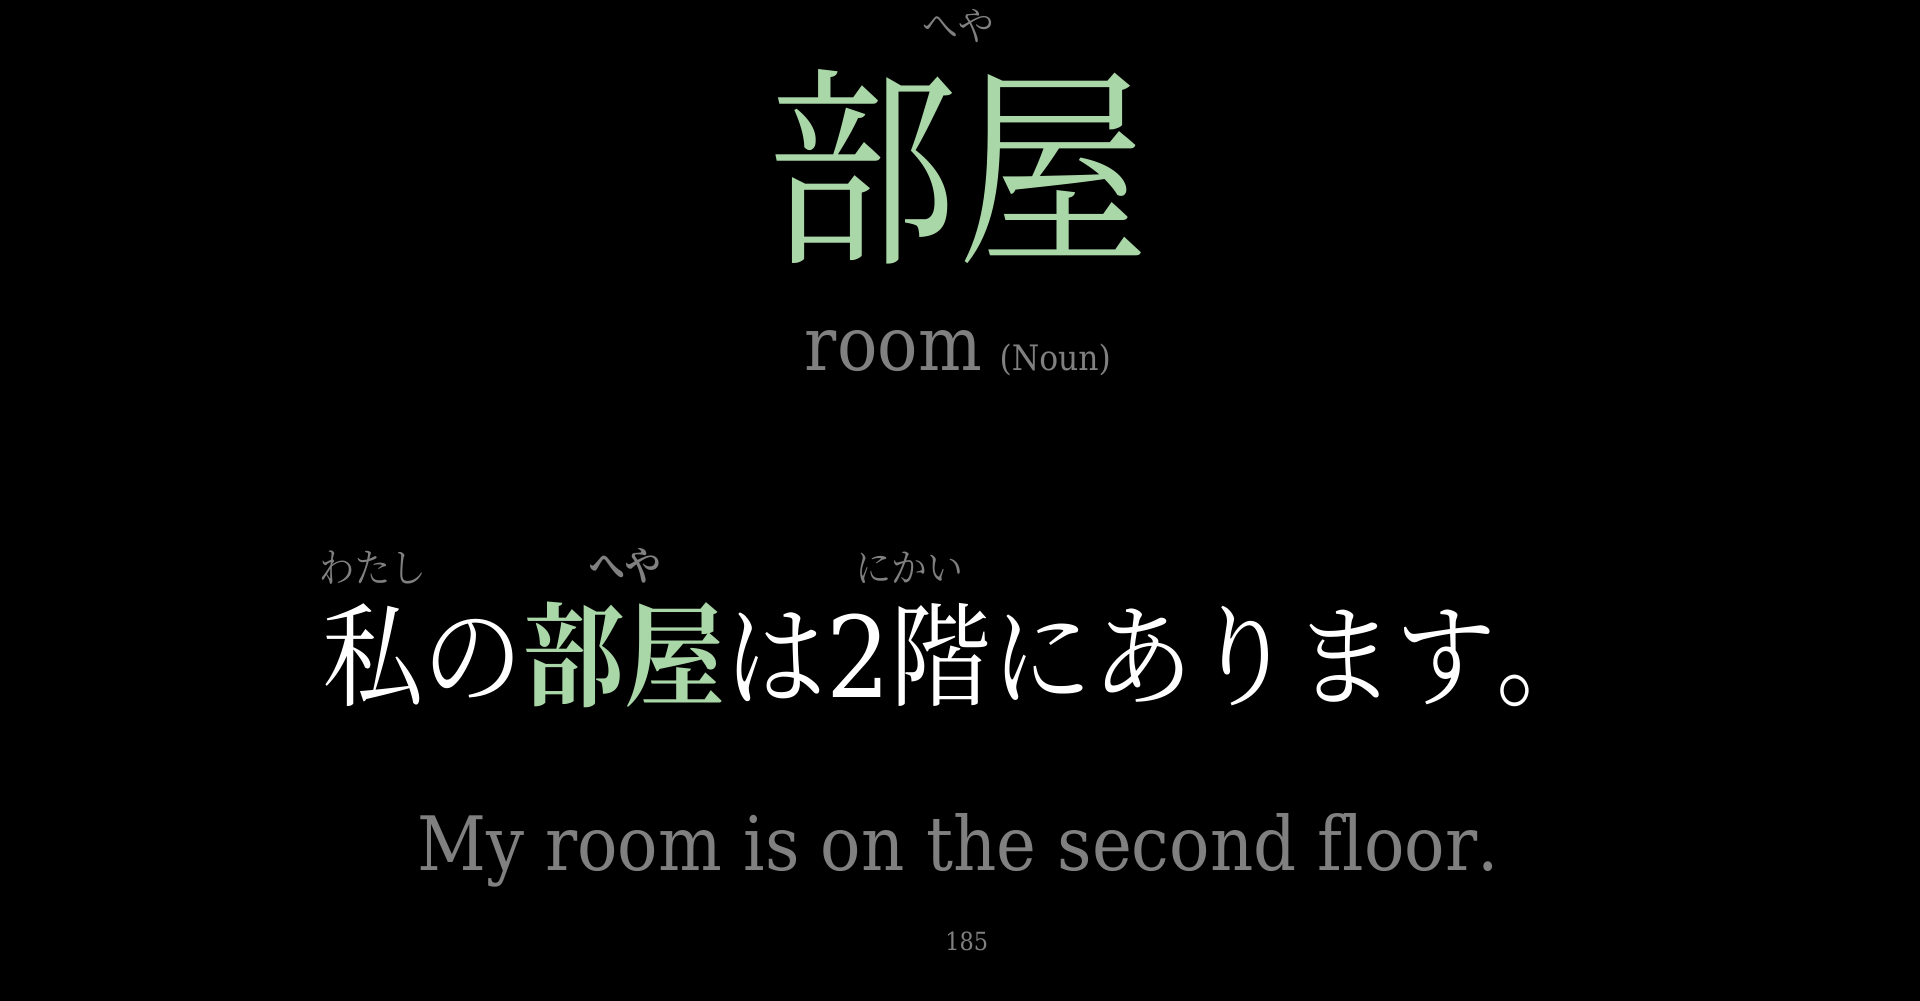 へや
部屋
room (Noun)
わたし へや にかい
私の部屋は2階にあります。
My room is on the second floor.
185